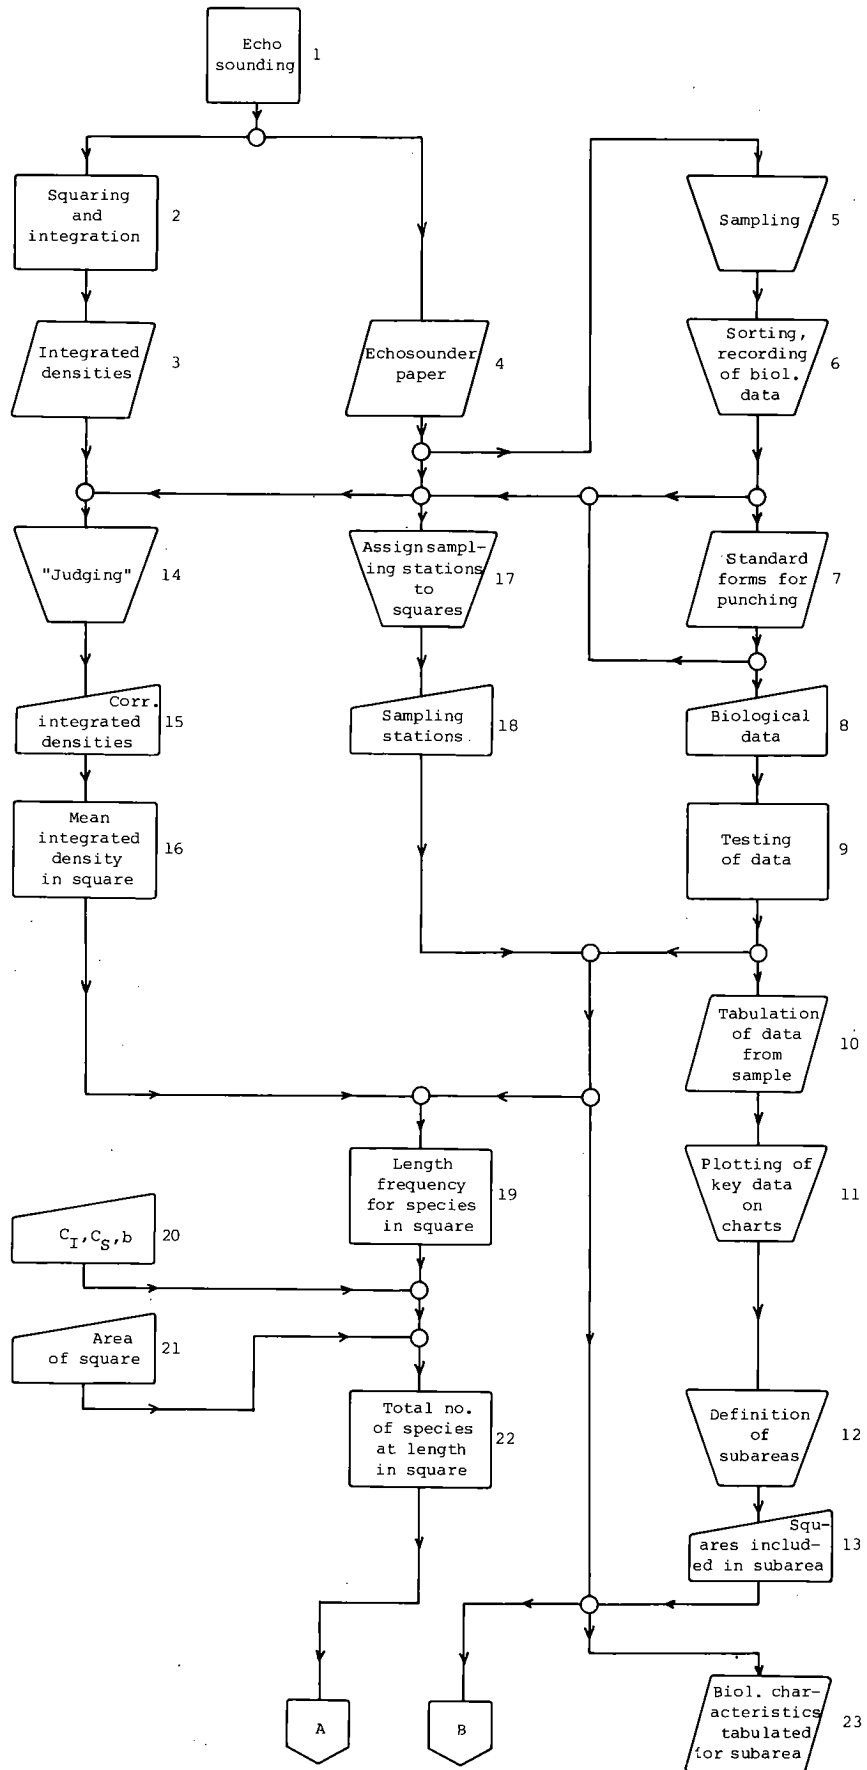 Echo
sounding
1
Squaring
and
integration
2
Integrated
densities
3
Echosounder
paper
4
Sampling
5
Sorting,
recording
of biol.
data
6
"Judging"
14
Assign sampl-
ing stations
to
squares
17
Standard
forms for
punching
7
Corr.
integrated
densities
15
Sampling
stations
18
Biological
data
8
Mean
integrated
density
in square
16
Testing
of data
9
Tabulation
of data
from
sample
10
Length
frequency
for species
in square
19
Plotting of
key data
on
charts
11
C_I, C_S, b
20
Area
of square
21
Total no.
of species
at length
in square
22
Definition
of
subareas
12
Squ-
ares includ-
ed in subarea
13
A
B
Biol. char-
acteristics
tabulated
for subarea
23